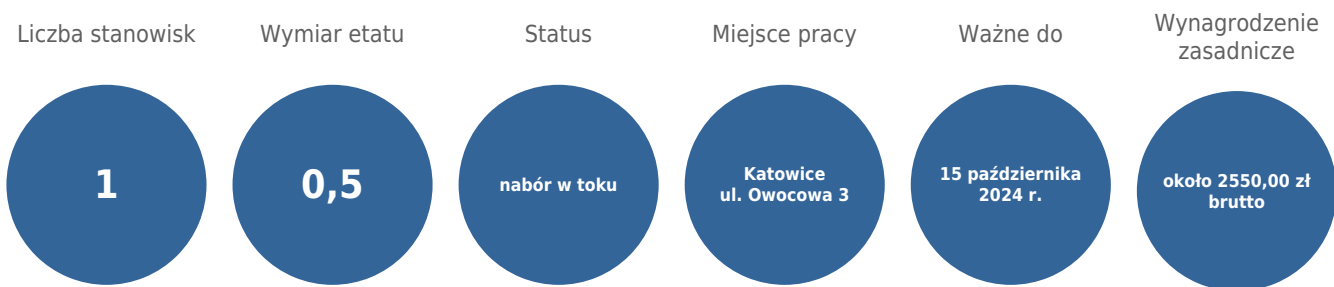 Liczba stanowisk
1
Wymiar etatu
0,5
Status
nabór w toku
Miejsce pracy
Katowice
ul. Owocowa 3
Ważne do
15 października
2024 r.
Wynagrodzenie
zasadnicze
około 2550,00 zł
brutto